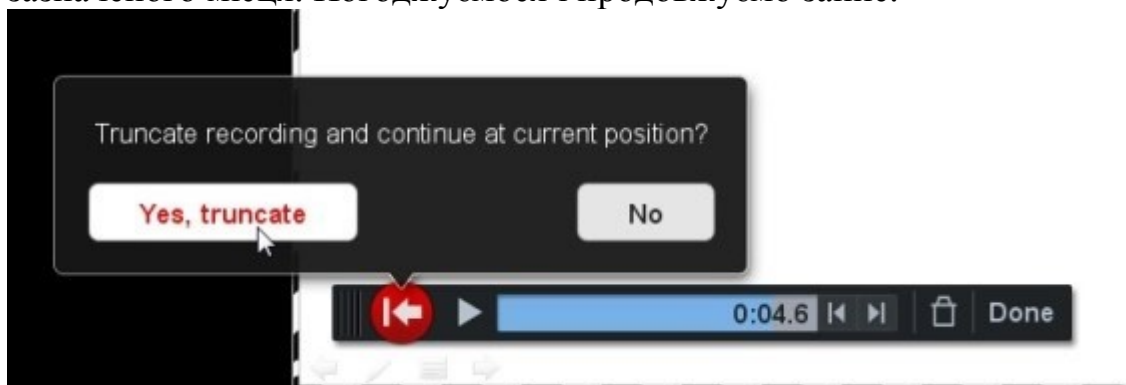 Truncate recording and continue at current position?
Yes, truncate
No
0:04.6
Done